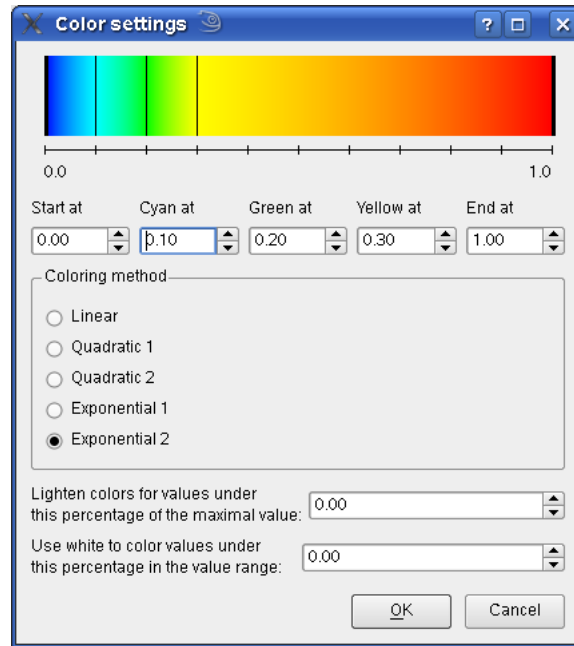 Color settings
0.0 1.0
Start at Cyan at Green at Yellow at End at
0.00 0.10 0.20 0.30 1.00
Coloring method
Linear
Quadratic 1
Quadratic 2
Exponential 1
Exponential 2
Lighten colors for values under
this percentage of the maximal value: 0.00
Use white to color values under
this percentage in the value range: 0.00
OK Cancel